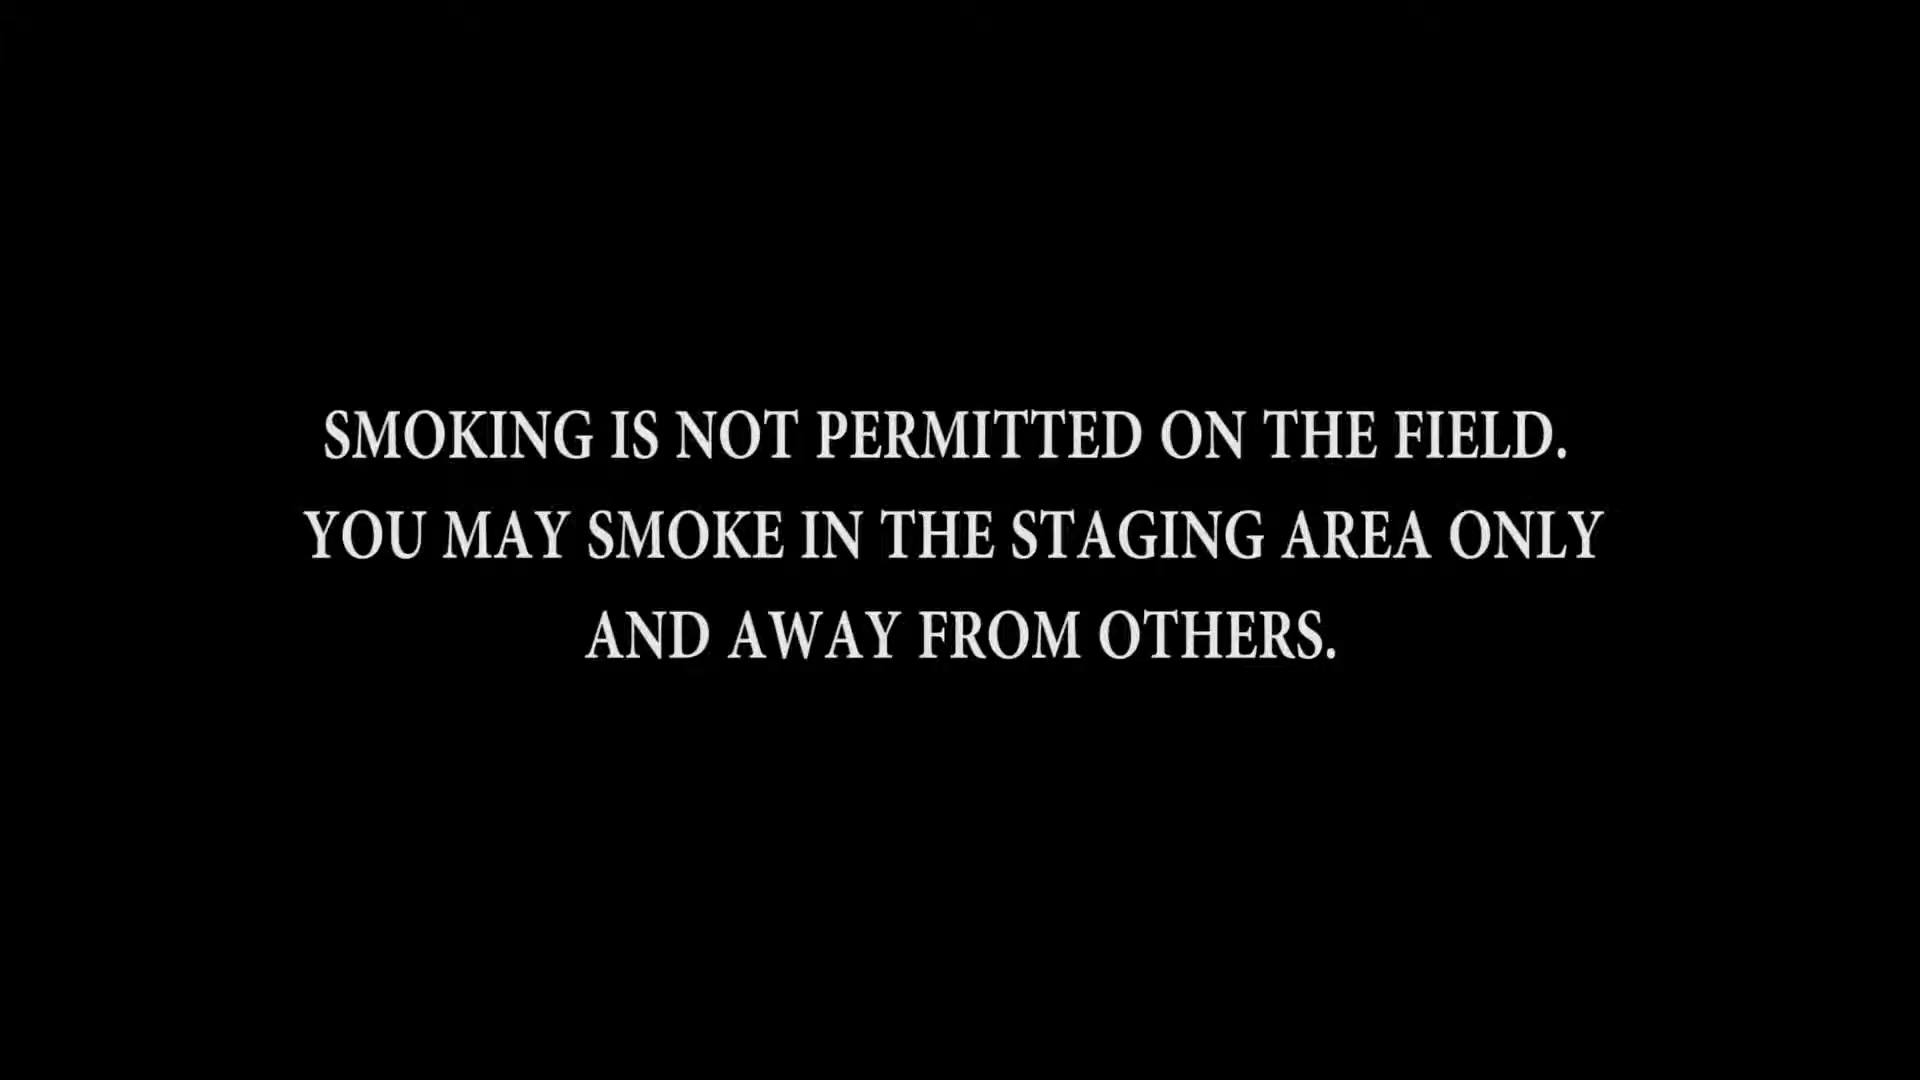 SMOKING IS NOT PERMITTED ON THE FIELD.
YOU MAY SMOKE IN THE STAGING AREA ONLY
AND AWAY FROM OTHERS.